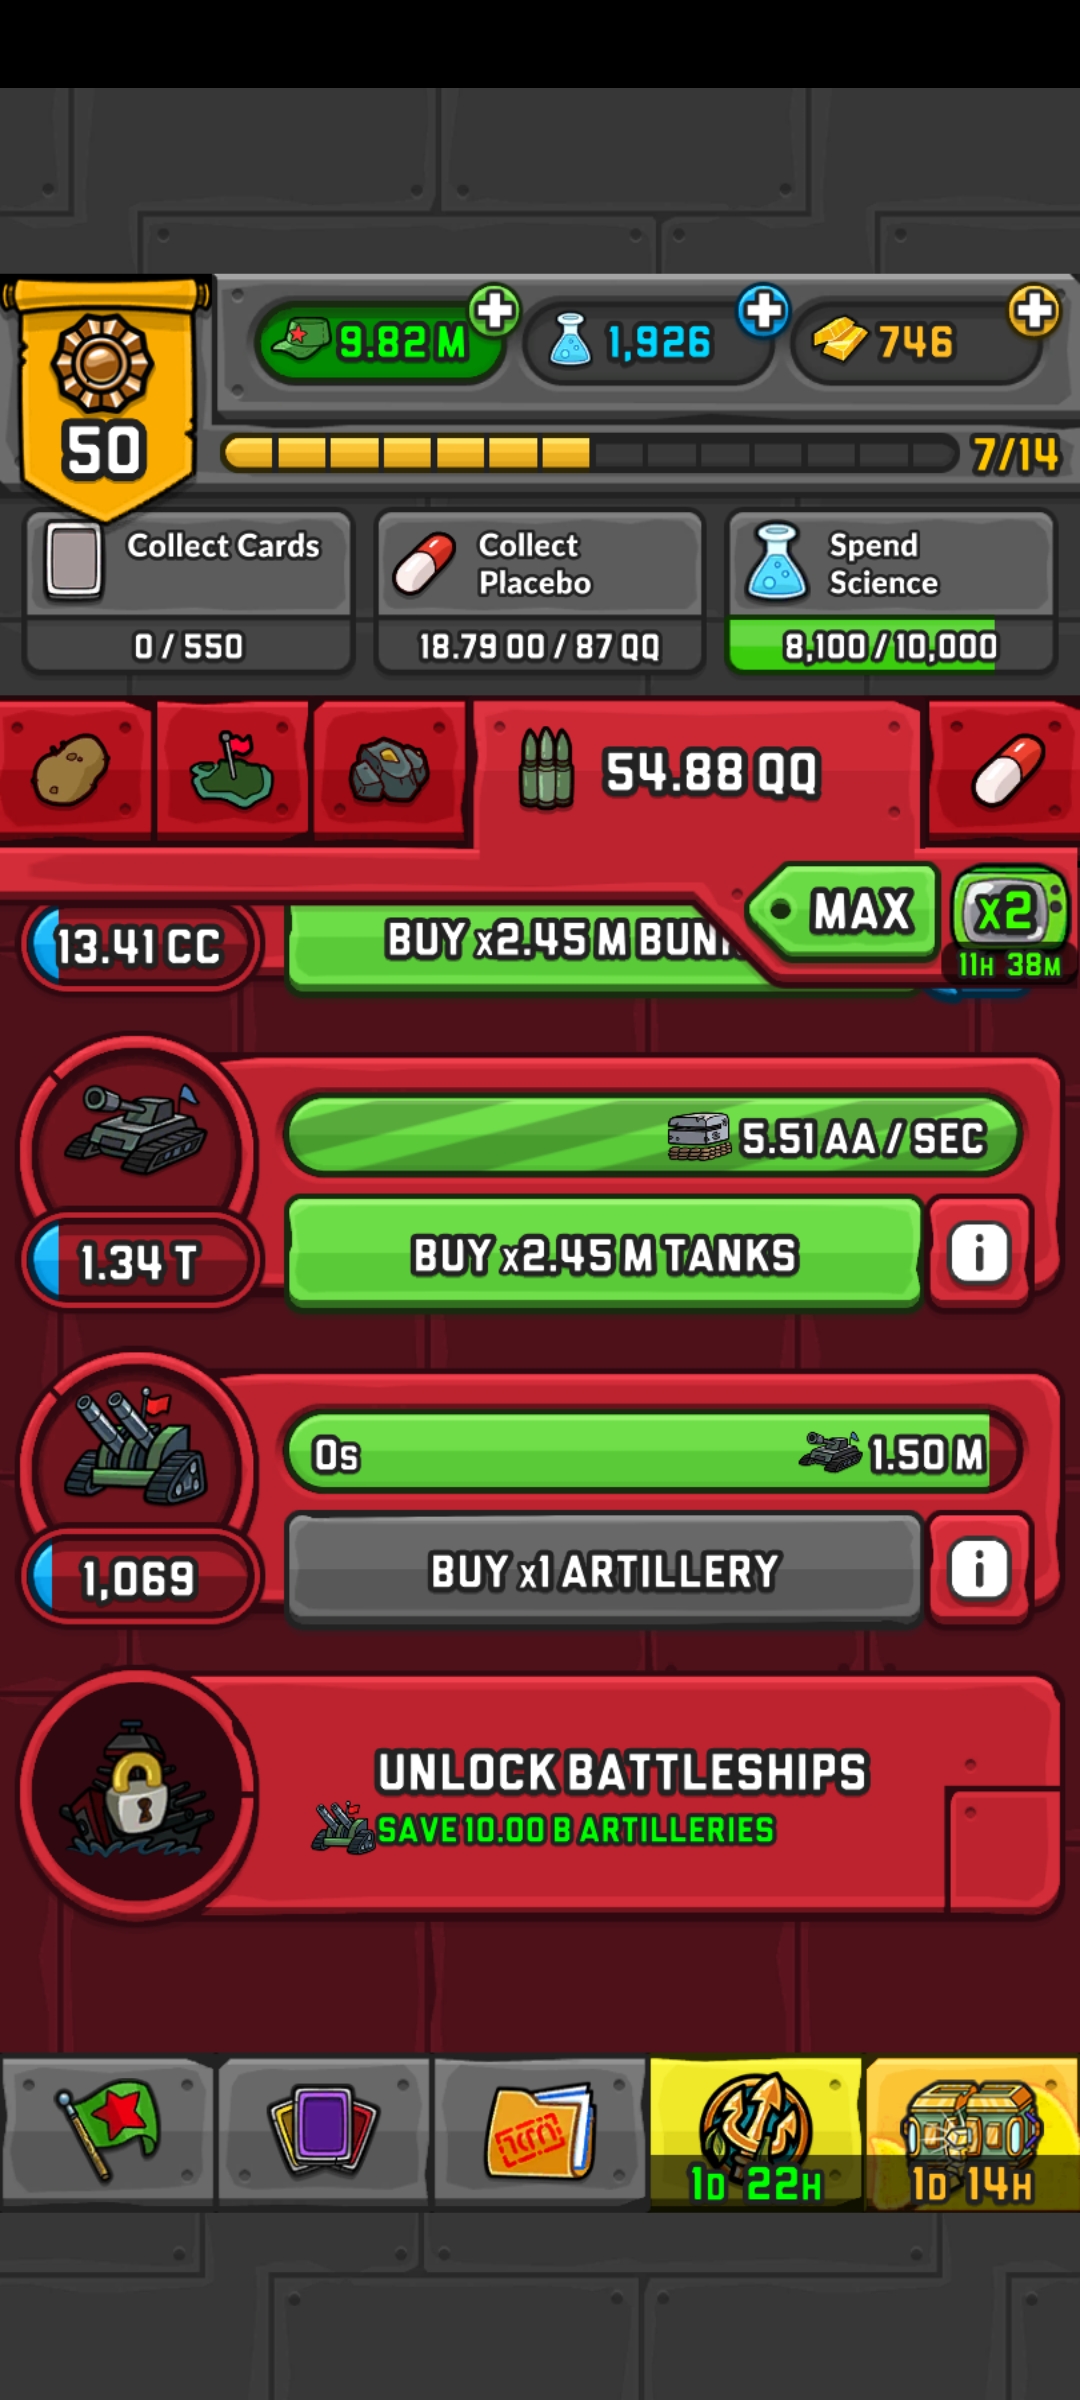 9.82 M
1,926
746
50
7/14
Collect Cards
Collect
Placebo
Spend
Science
0 / 550
18.79 OO / 87 QQ
8,100 / 10,000
54.88 QQ
MAX
x2
11H 38M
13.41 CC
BUY x2.45 M
5.51 AA / SEC
1.34 T
BUY x2.45 M TANKS
i
0s
1.50 M
1,069
BUY x1 ARTILLERY
i
UNLOCK BATTLESHIPS
SAVE 10.00 B ARTILLERIES
1D 22H
1D 14H